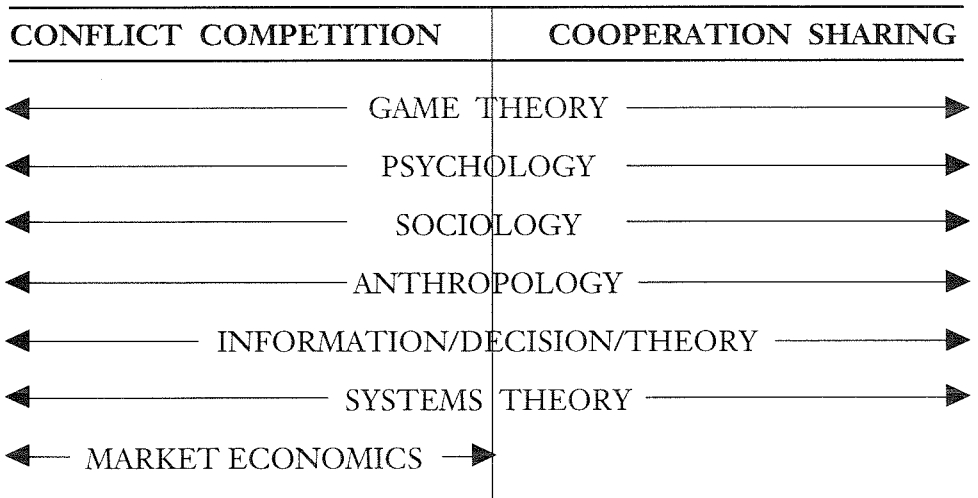 CONFLICT COMPETITION COOPERATION SHARING
GAME THEORY
PSYCHOLOGY
SOCIOLOGY
ANTHROPOLOGY
INFORMATION/DECISION/THEORY
SYSTEMS THEORY
MARKET ECONOMICS